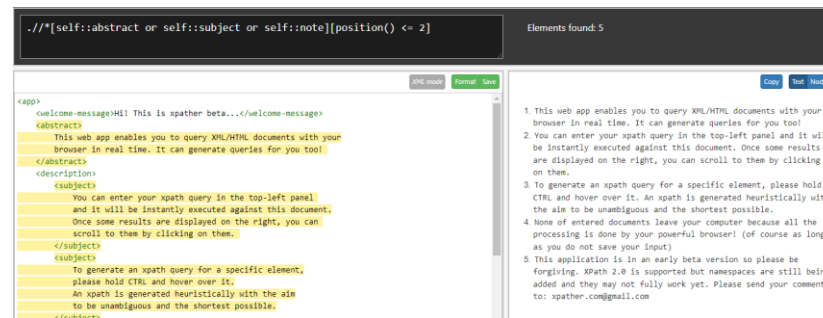 .//*[self::abstract or self::subject or self::note][position() <= 2]
Elements found: 5
XML mode Format Save
Copy Text
<app>
<welcome-message>Hi! This is xpather beta...</welcome-message>
<abstract>
This web app enables you to query XML/HTML documents with your
browser in real time. It can generate queries for you too!
</abstract>
<description>
<subject>
You can enter your xpath query in the top-left panel
and it will be instantly executed against this document.
Once some results are displayed on the right, you can
scroll to them by clicking on them.
</subject>
<subject>
To generate an xpath query for a specific element,
please hold CTRL and hover over it.
An xpath is generated heuristically with the aim
to be unambiguous and the shortest possible.
</subject>
1. This web app enables you to query XML/HTML documents with your
browser in real time. It can generate queries for you too!
2. You can enter your xpath query in the top-left panel and it wil
be instantly executed against this document. Once some results
are displayed on the right, you can scroll to them by clicking
on them.
3. To generate an xpath query for a specific element, please hold
CTRL and hover over it. An xpath is generated heuristically wit
the aim to be unambiguous and the shortest possible.
4. None of entered documents leave your computer because all the
processing is done by your powerful browser! (of course as long
as you do not save your input)
5. This application is in an early beta version so please be
forgiving. XPath 2.0 is supported but namespaces are still bein
added and they may not fully work yet. Please send your comment
to: xpather.com@gmail.com